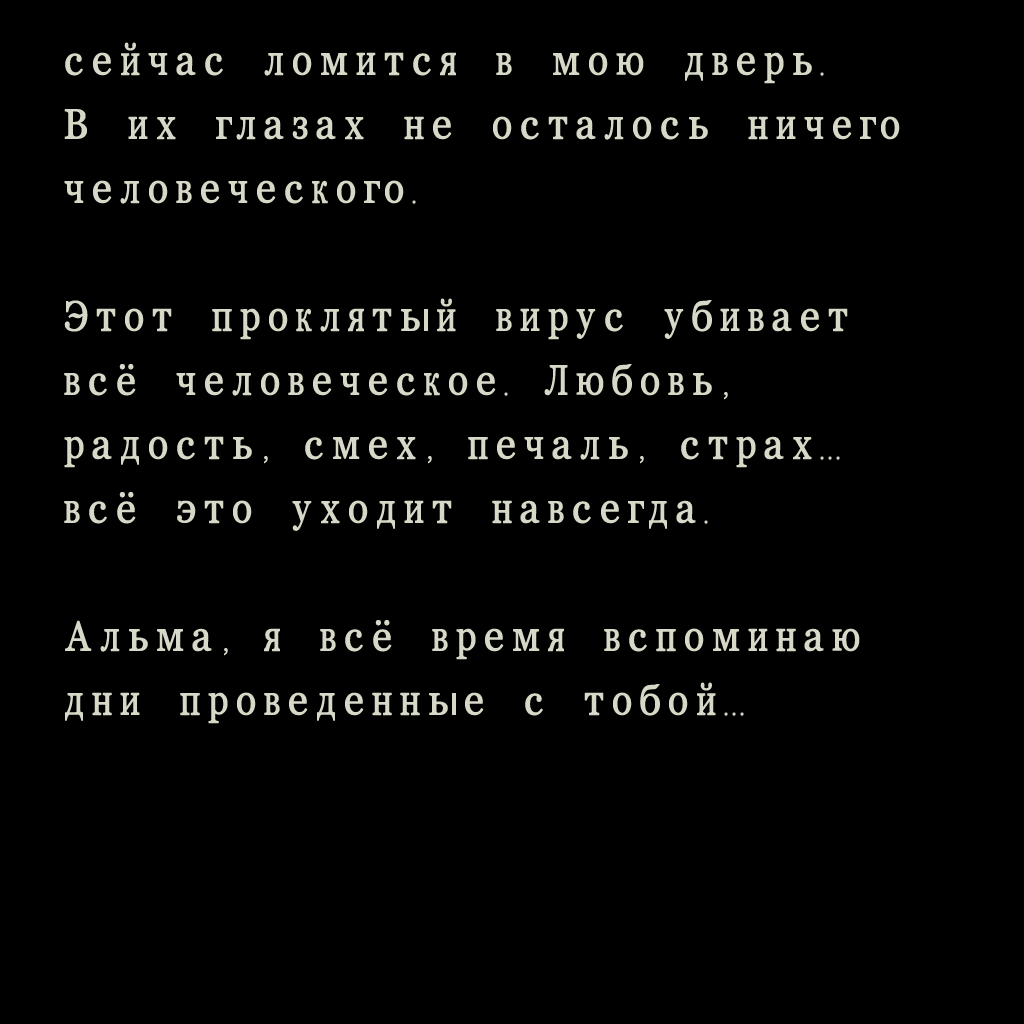 сейчас ломится в мою дверь.
В их глазах не осталось ничего
человеческого.
Этот проклятый вирус убивает
всё человеческое. Любовь,
радость, смех, печаль, страх...
всё это уходит навсегда.
Альма, я всё время вспоминаю
дни проведенные с тобой...